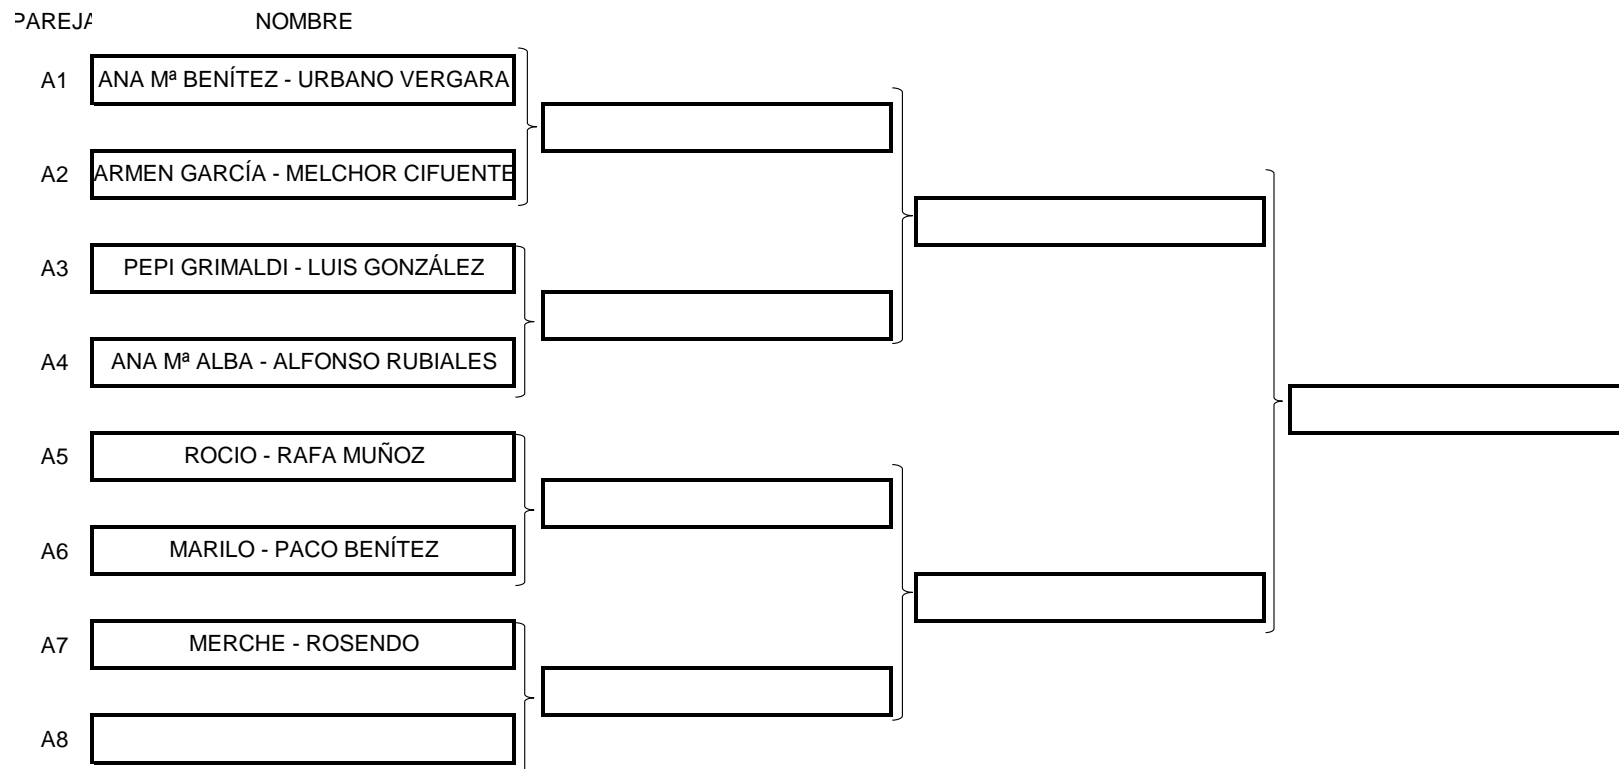 PAREJA NOMBRE
A1 ANA Mª BENÍTEZ - URBANO VERGARA
A2 ARMEN GARCÍA - MELCHOR CIFUENTE
A3 PEPI GRIMALDI - LUIS GONZÁLEZ
A4 ANA Mª ALBA - ALFONSO RUBIALES
A5 ROCIO - RAFA MUÑOZ
A6 MARILO - PACO BENÍTEZ
A7 MERCHE - ROSENDO
A8